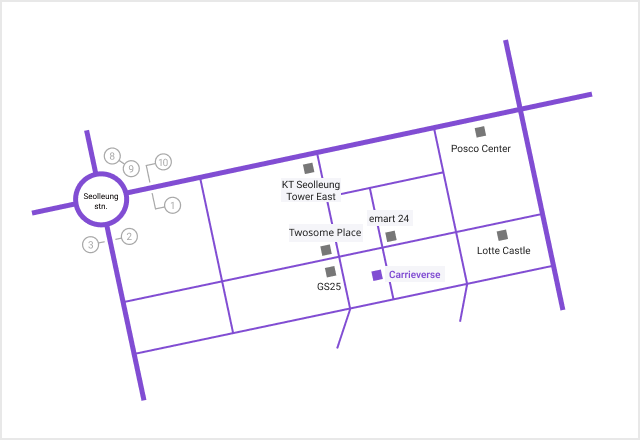 8
9
10
Seolleung
stn.
1
2
3
Posco Center
KT Seolleung
Tower East
emart 24
Twosome Place
Lotte Castle
Carrieverse
GS25